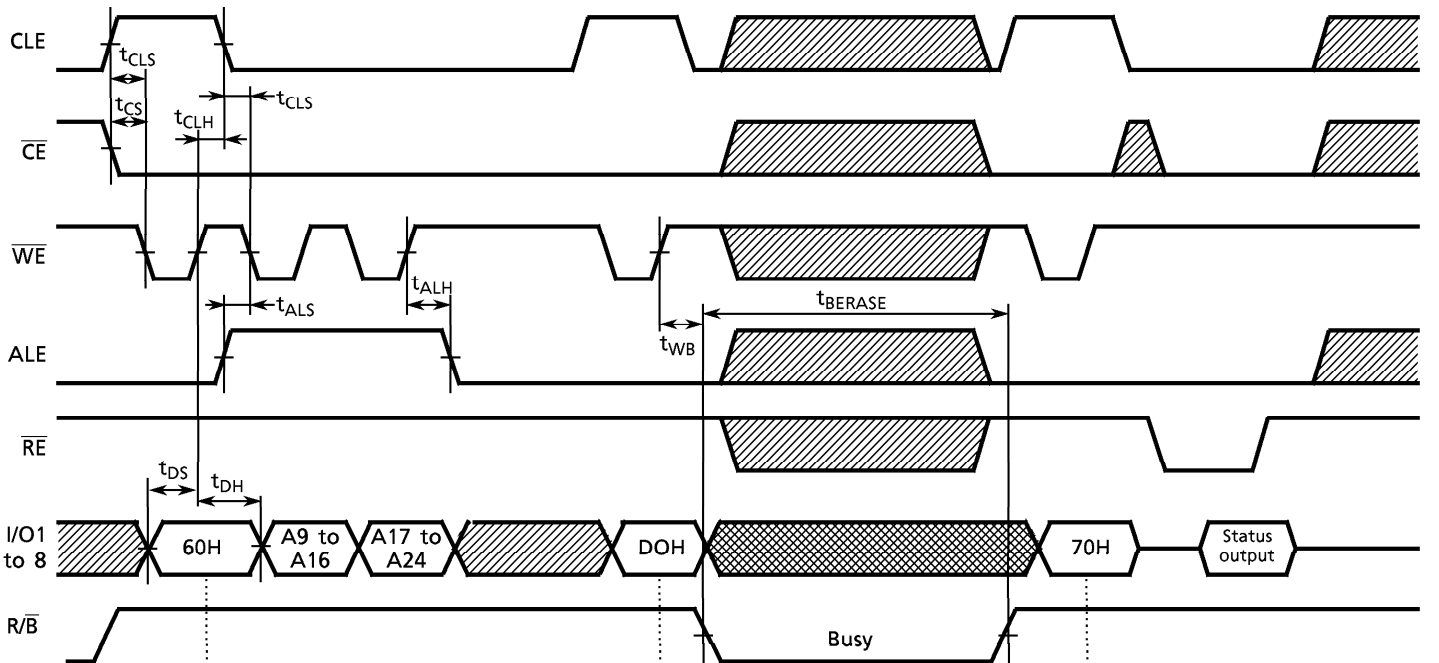 CLE
tCLS
tCLS
tCS
tCLH
CE
WE
tALH
tALS
tBERASE
tWB
ALE
RE
tDS
tDH
I/O1 to 8
60H
A9 to A16
A17 to A24
DOH
70H
Status output
R/B
Busy